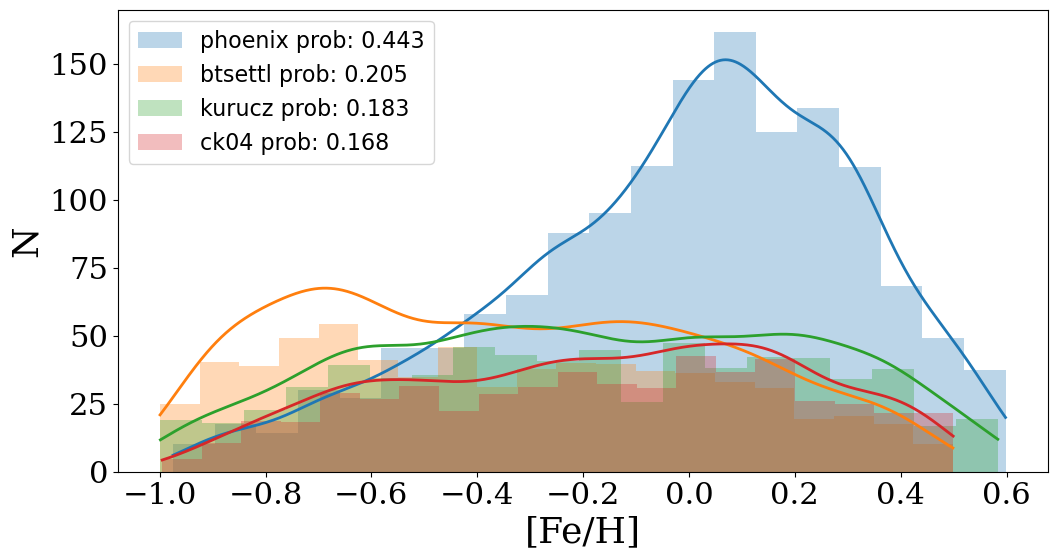 phoenix prob: 0.443
btsettl prob: 0.205
kurucz prob: 0.183
ck04 prob: 0.168
150
125
100
75
50
25
0
N
−1.0 −0.8 −0.6 −0.4 −0.2 0.0 0.2 0.4 0.6
[Fe/H]